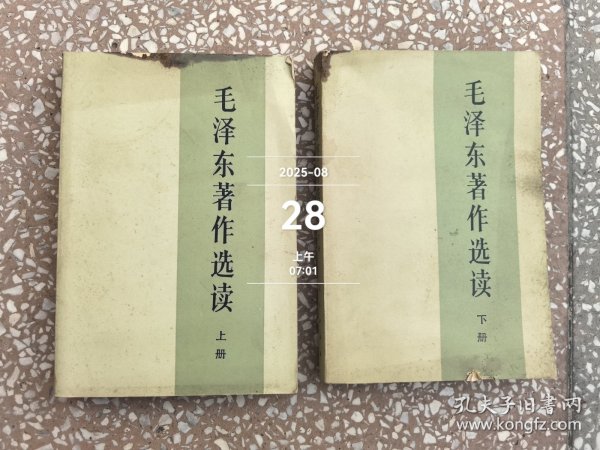 毛泽东著作选读
上册
2025-08
28
上午
07:01
毛泽东著作选读
下册
孔夫子旧书网
kongfz.com